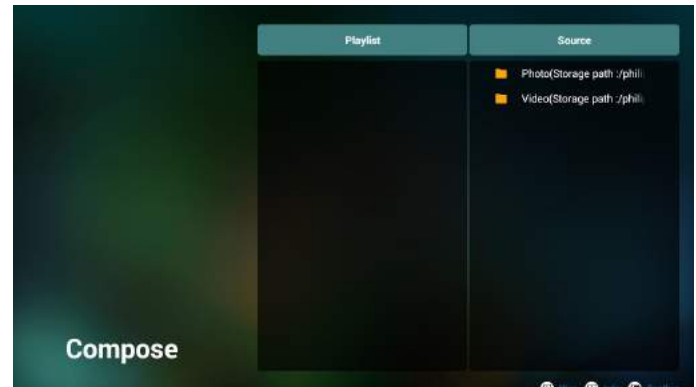 Playlist
Source
Photo(Storage path :/phili
Video(Storage path :/phili
Compose